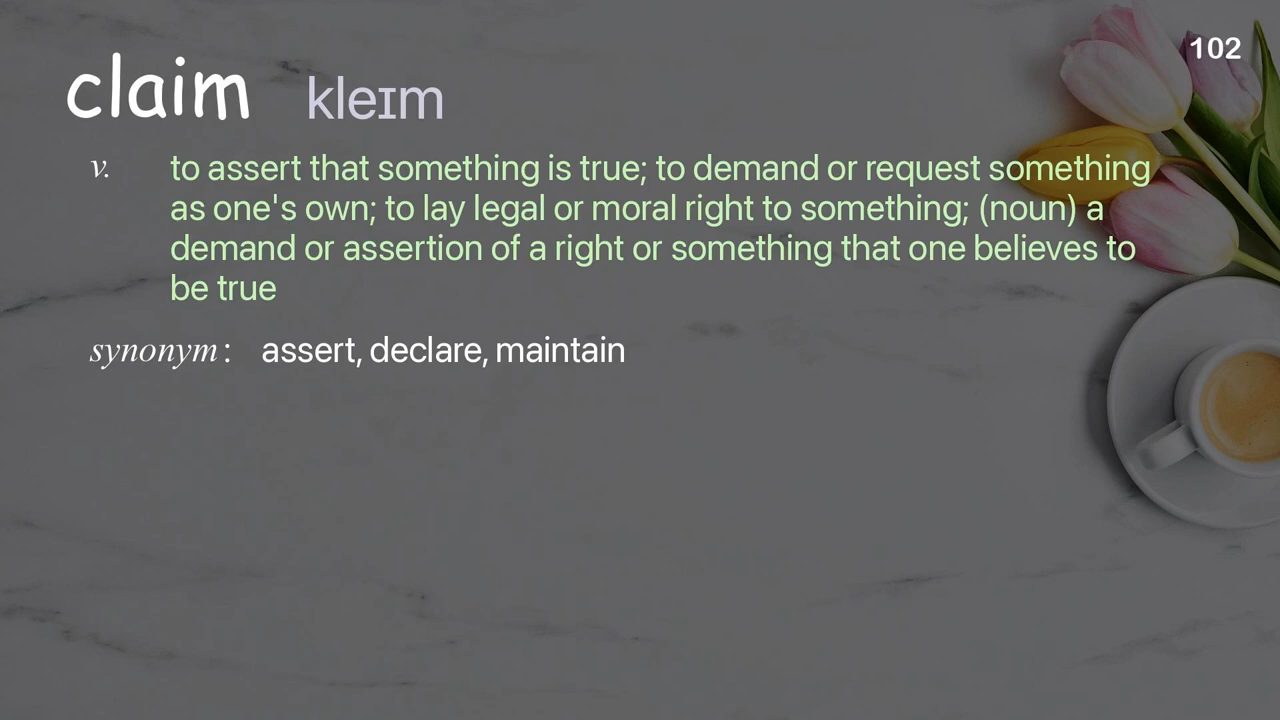 102
claim kleɪm
v. to assert that something is true; to demand or request something
as one's own; to lay legal or moral right to something; (noun) a
demand or assertion of a right or something that one believes to
be true
synonym: assert, declare, maintain